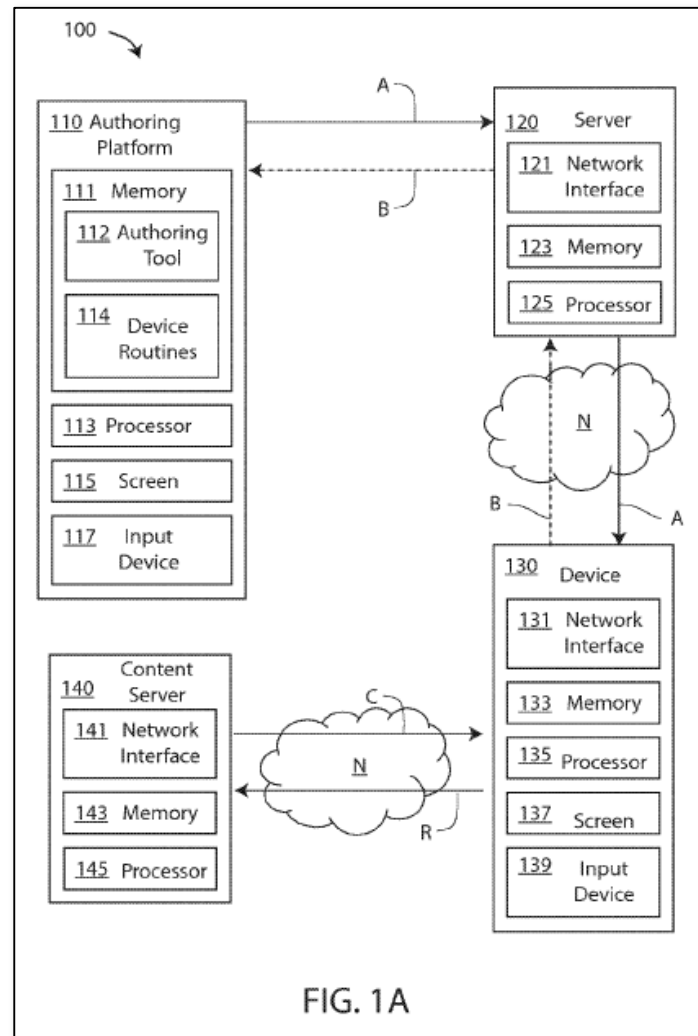 100
A
110 Authoring
Platform
111 Memory
112 Authoring
Tool
114
Device
Routines
113 Processor
115 Screen
117 Input
Device
B
120 Server
121 Network
Interface
123 Memory
125 Processor
N
B
A
130 Device
131 Network
Interface
133 Memory
135 Processor
137 Screen
139 Input
Device
Content
140 Server
141 Network
Interface
143 Memory
145 Processor
C
N
R
FIG. 1A